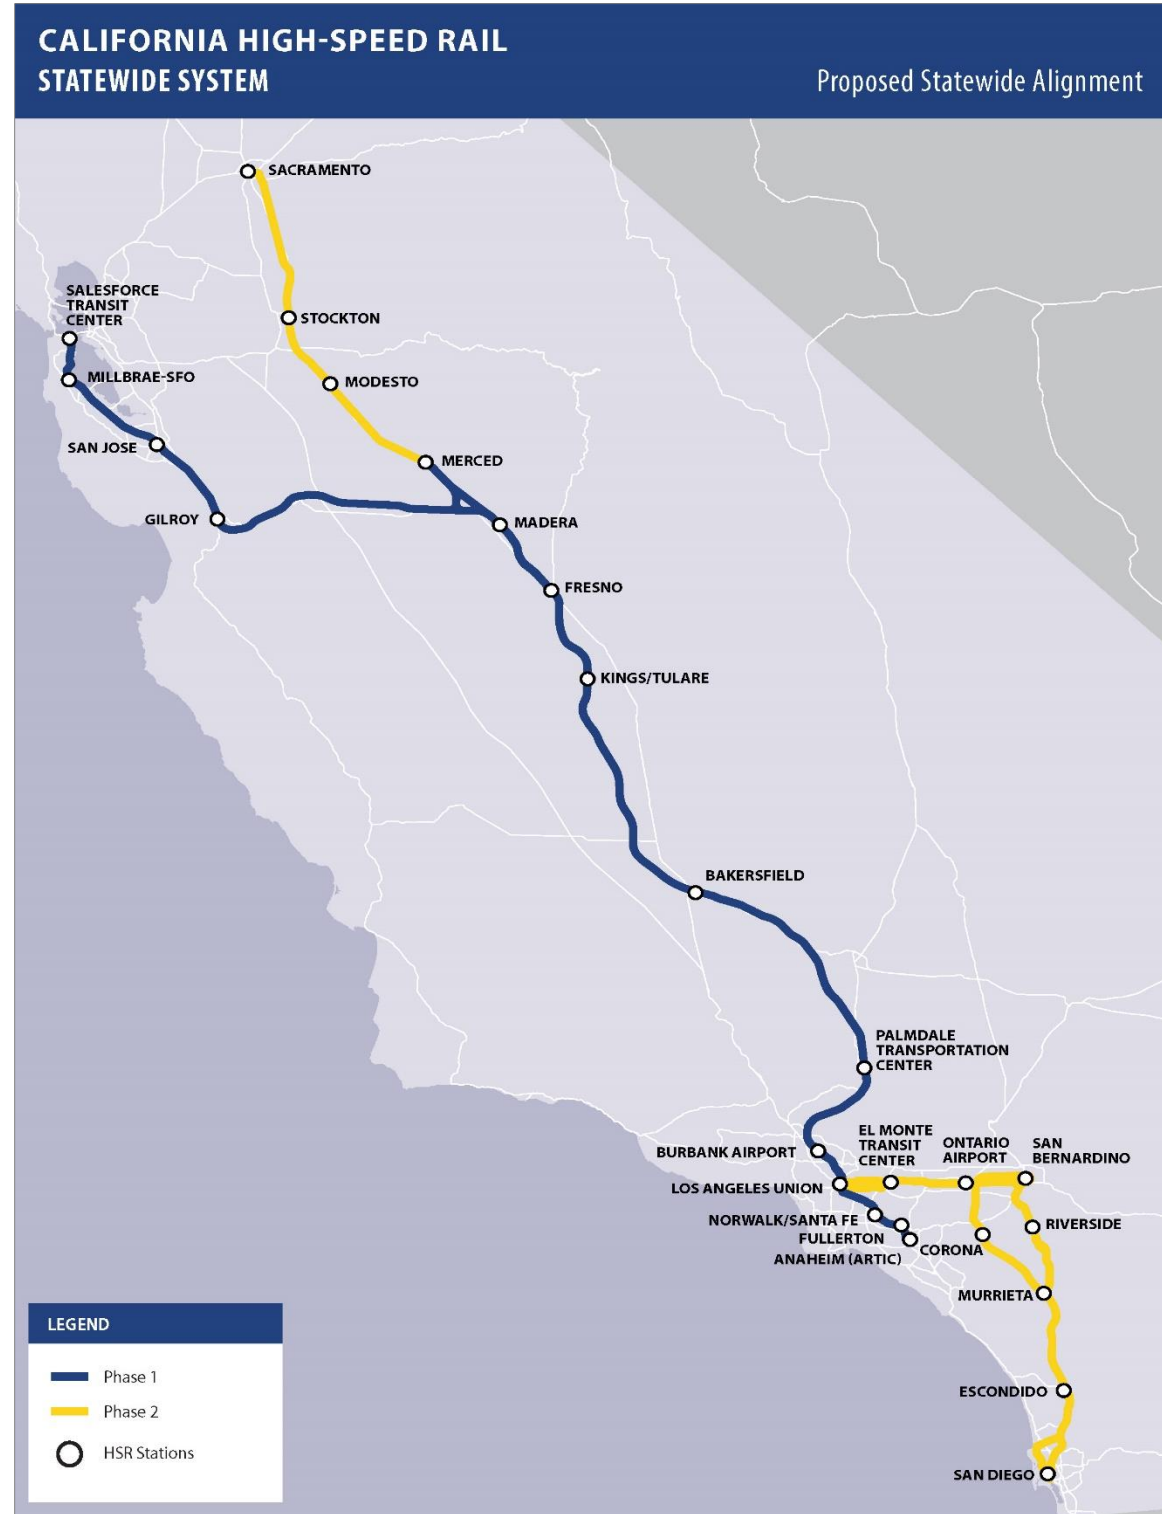 CALIFORNIA HIGH-SPEED RAIL
STATEWIDE SYSTEM
Proposed Statewide Alignment
SACRAMENTO
SALESFORCE
TRANSIT
CENTER
STOCKTON
MILLBRAE-SFO
MODESTO
SAN JOSE
MERCED
GILROY
MADERA
FRESNO
KINGS/TULARE
BAKERSFIELD
PALMDALE
TRANSPORTATION
CENTER
BURBANK AIRPORT
EL MONTE
TRANSIT
CENTER
ONTARIO
AIRPORT
SAN
BERNARDINO
LOS ANGELES UNION
NORWALK/SANTA FE
FULLERTON
ANAHEIM (ARTIC)
CORONA
RIVERSIDE
MURRIETA
ESCONDIDO
SAN DIEGO
LEGEND
Phase 1
Phase 2
HSR Stations